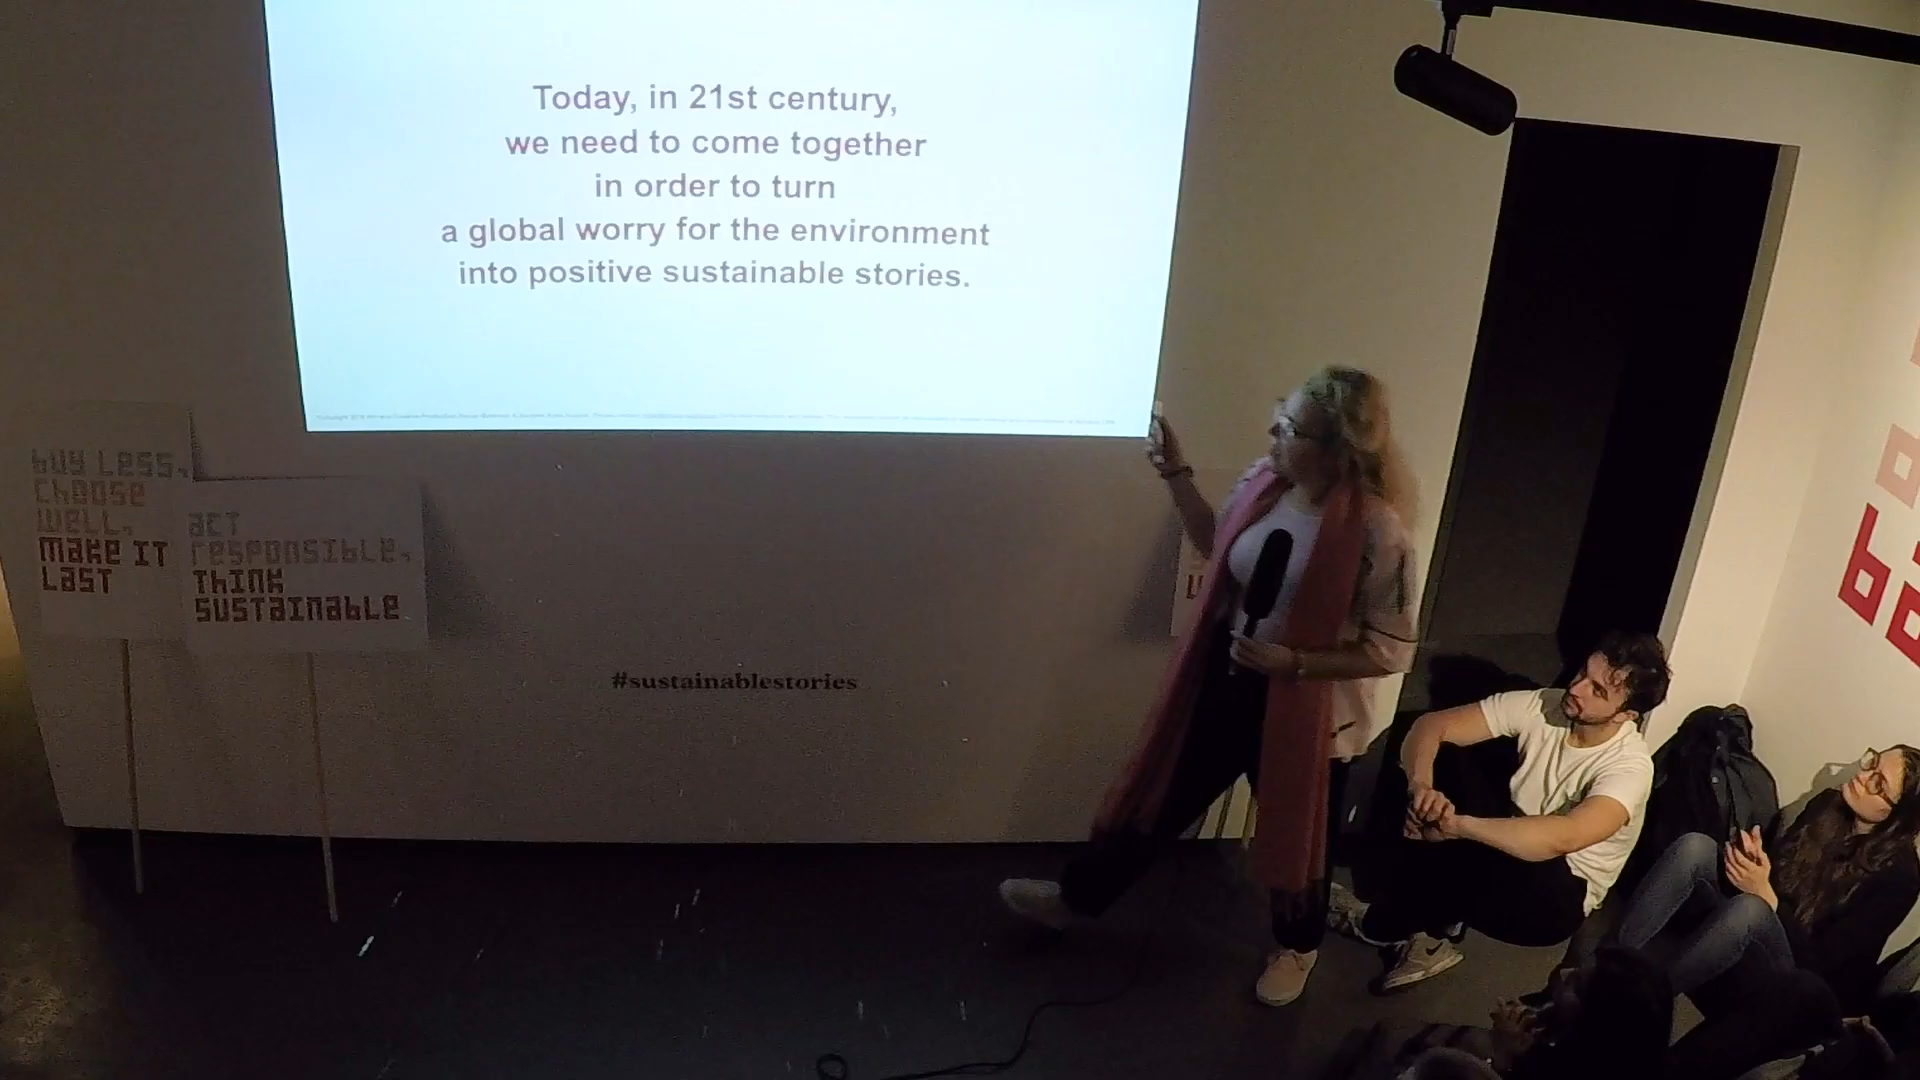 Today, in 21st century,
we need to come together
in order to turn
a global worry for the environment
into positive sustainable stories.
buy less,
choose
well,
make it
last
act
responsible,
think
sustainable
#sustainablestories